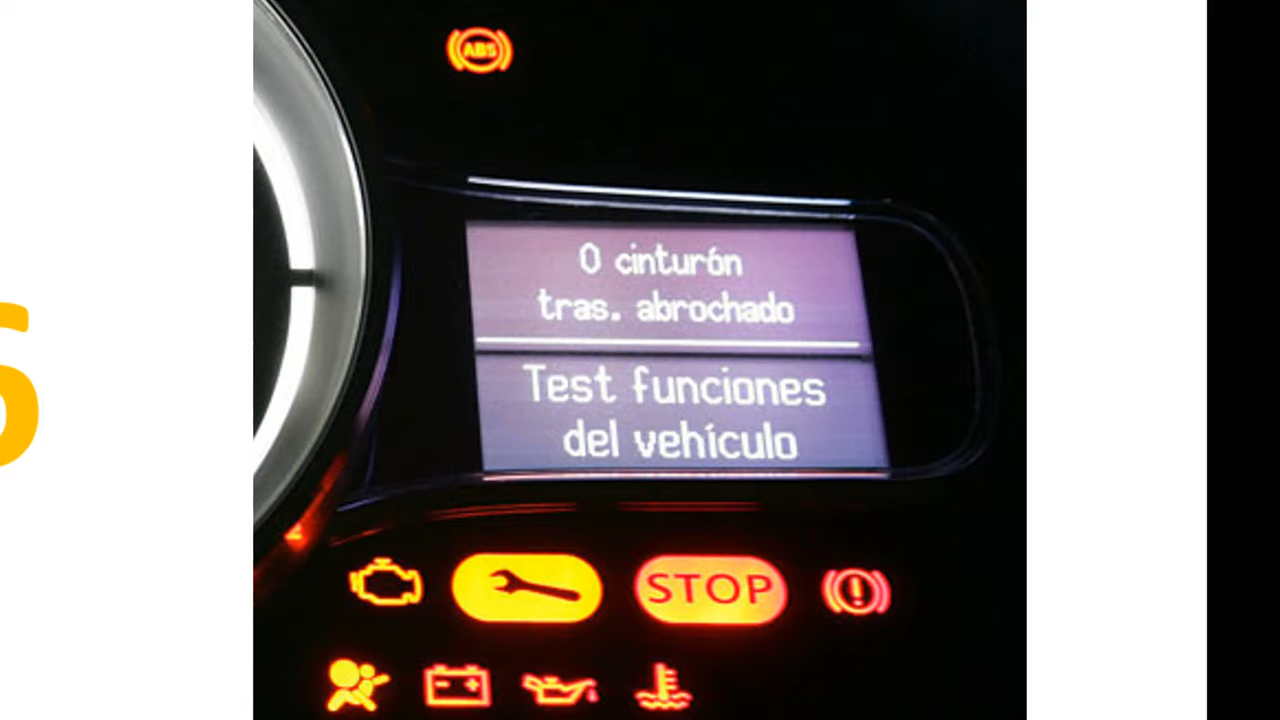 ABS
0 cinturón
tras. abrochado
Test funciones
del vehículo
STOP